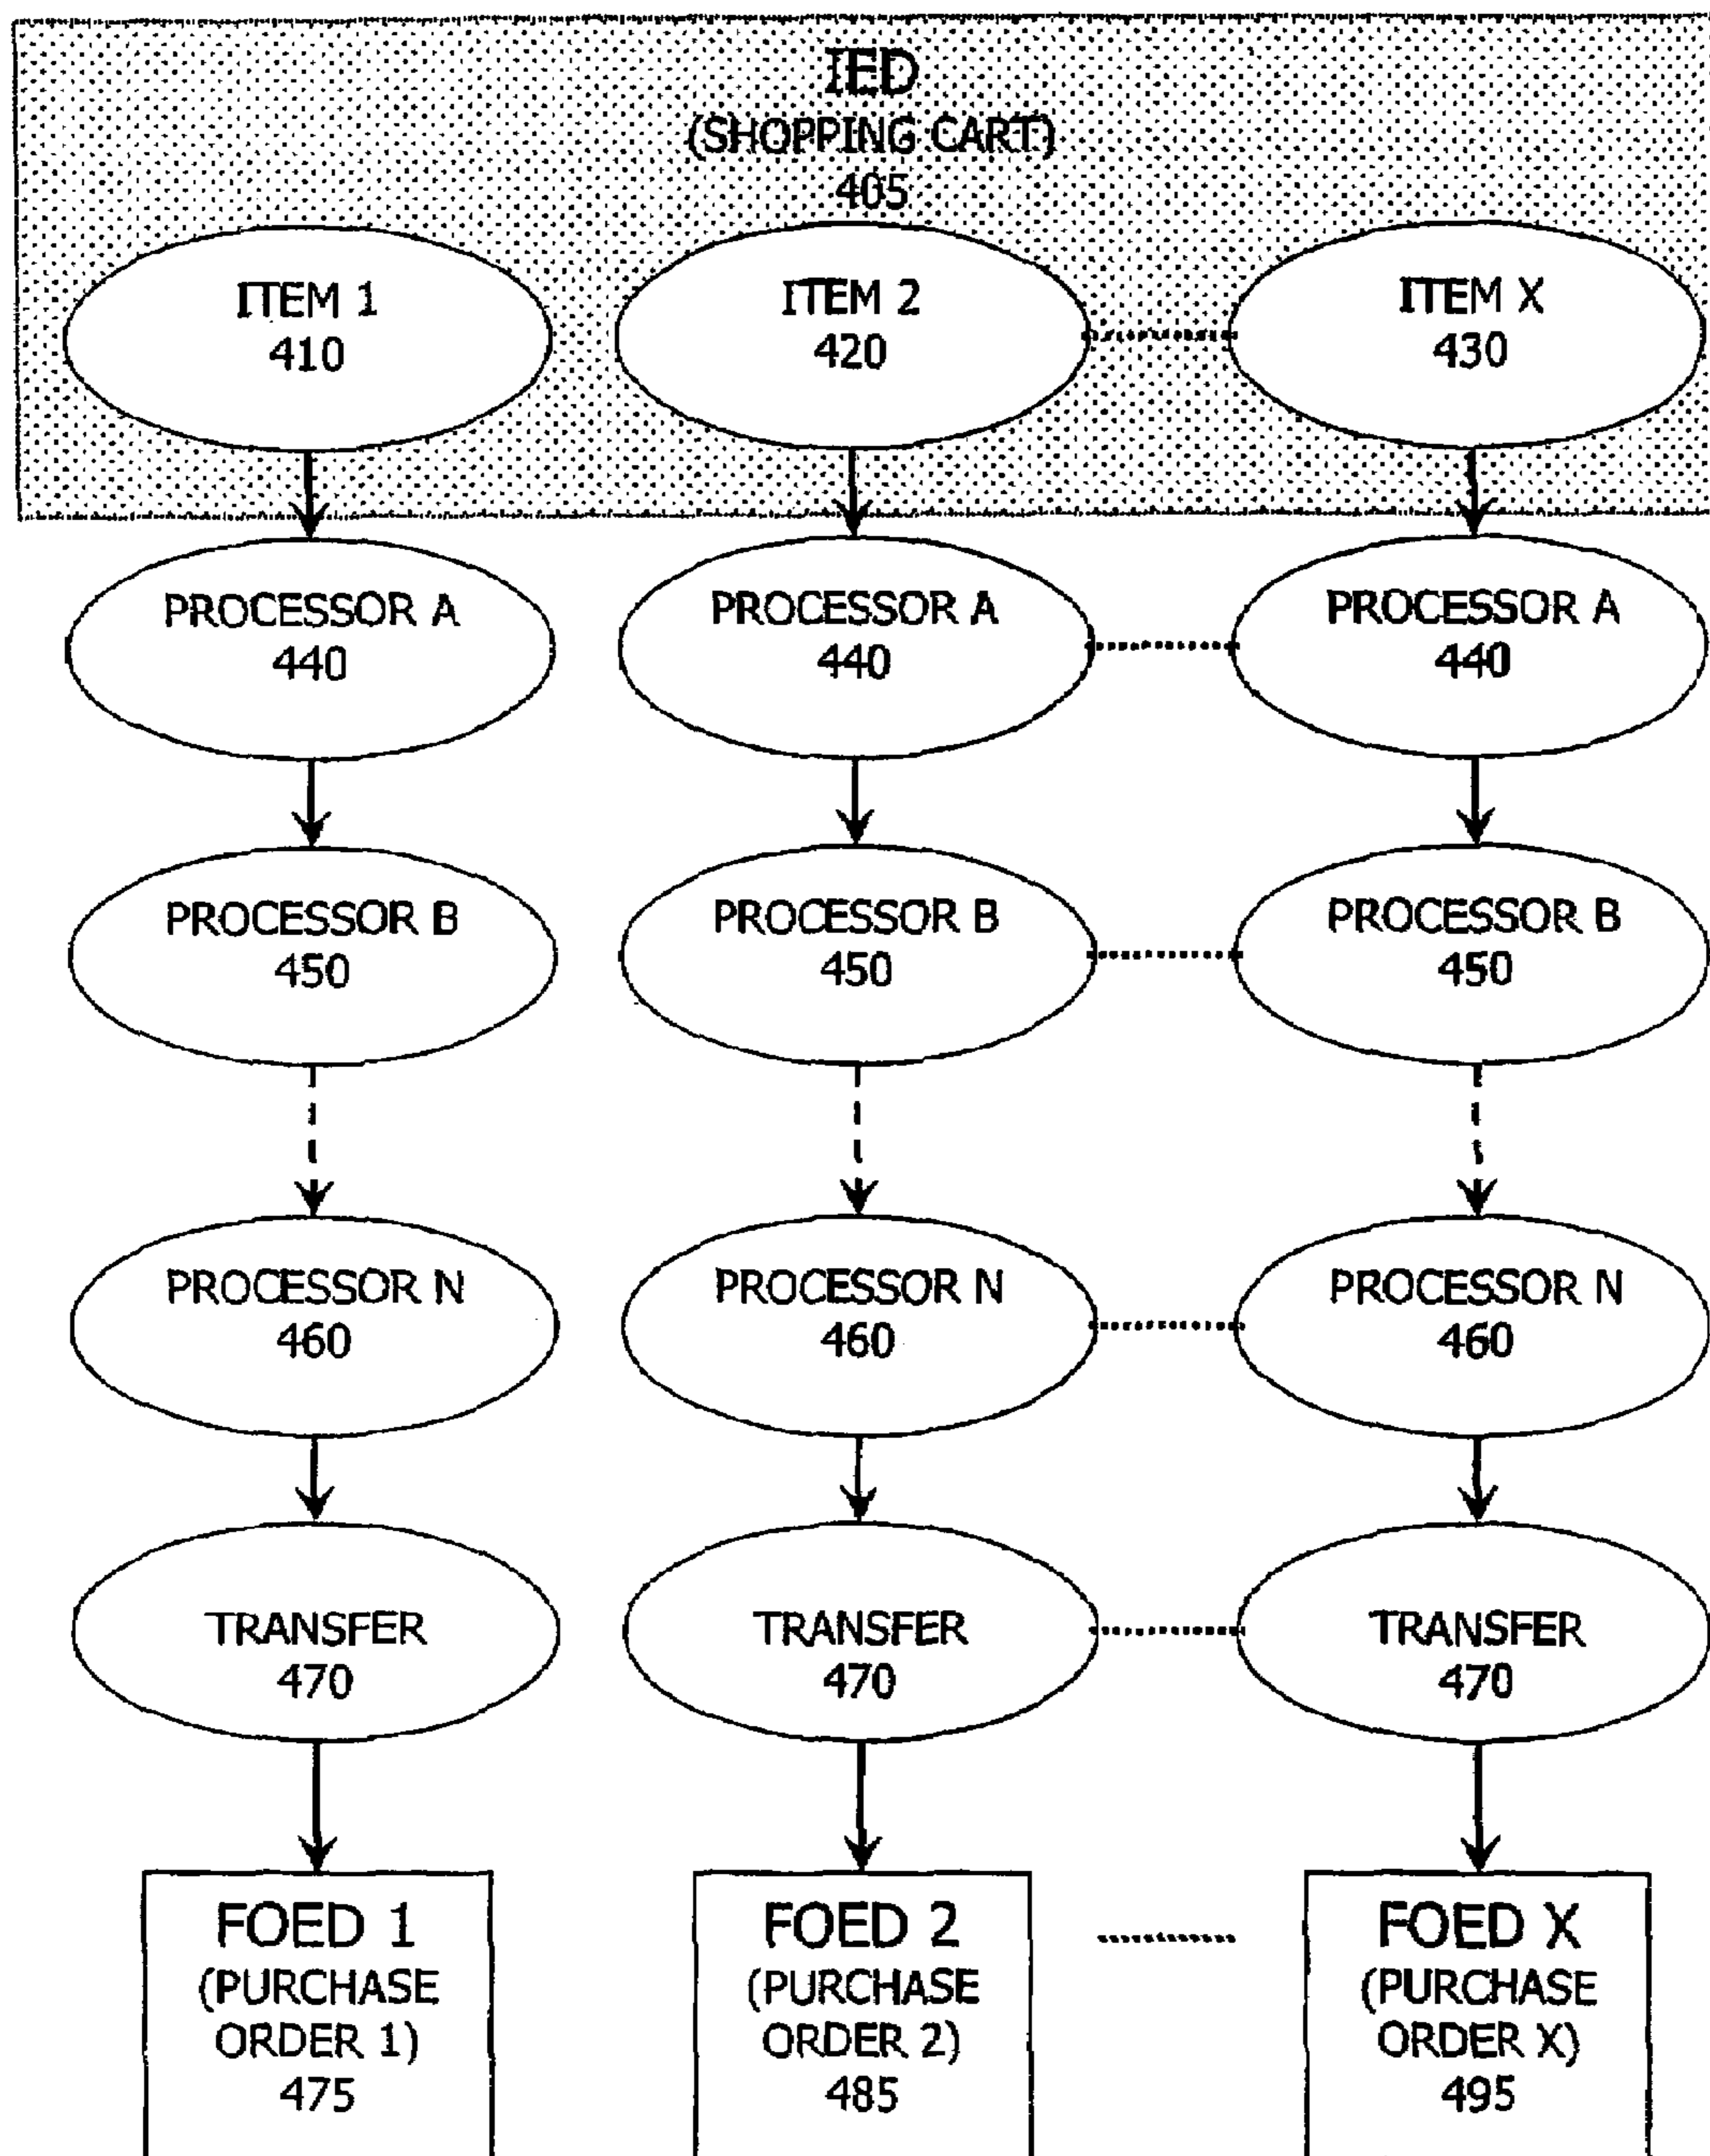 IED
(SHOPPING CART)
405
ITEM 1
410
ITEM 2
420
ITEM X
430
PROCESSOR A
440
PROCESSOR A
440
PROCESSOR A
440
PROCESSOR B
450
PROCESSOR B
450
PROCESSOR B
450
PROCESSOR N
460
PROCESSOR N
460
PROCESSOR N
460
TRANSFER
470
TRANSFER
470
TRANSFER
470
FOED 1
(PURCHASE
ORDER 1)
475
FOED 2
(PURCHASE
ORDER 2)
485
FOED X
(PURCHASE
ORDER X)
495